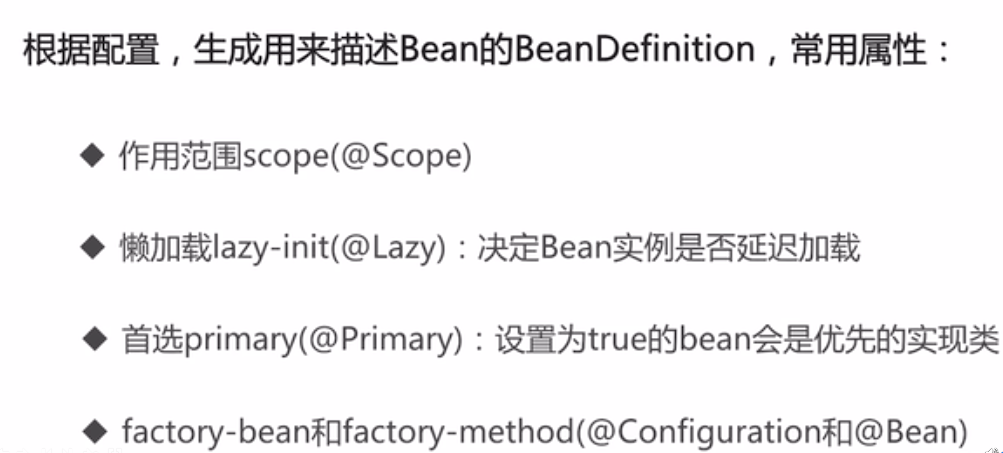 根据配置，生成用来描述Bean的BeanDefinition，常用属性：
◆ 作用范围scope(@Scope)
◆ 懒加载lazy-init(@Lazy)：决定Bean实例是否延迟加载
◆ 首选primary(@Primary)：设置为true的bean会是优先的实现类
◆ factory-bean和factory-method(@Configuration和@Bean)